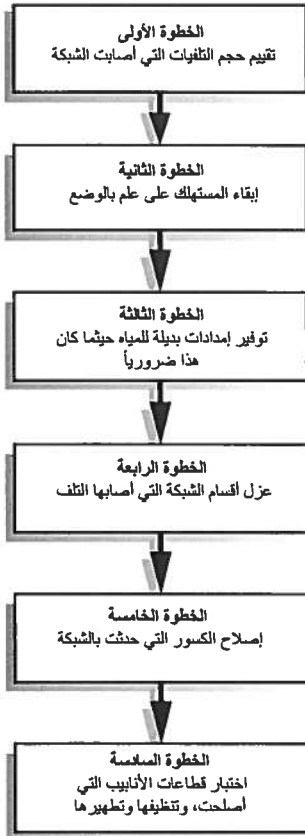 الخطوة الأولى
تقييم حجم التلفيات التي أصابت الشبكة
الخطوة الثانية
إبقاء المستهلك على علم بالوضع
الخطوة الثالثة
توفير إمدادات بديلة للمياه حيثما كان
هذا ضرورياً
الخطوة الرابعة
عزل أقسام الشبكة التي أصابها التلف
الخطوة الخامسة
إصلاح الكسور التي حدثت بالشبكة
الخطوة السادسة
اختبار قطاعات الأنابيب التي
أصلحت، وتنظيفها وتطهيرها